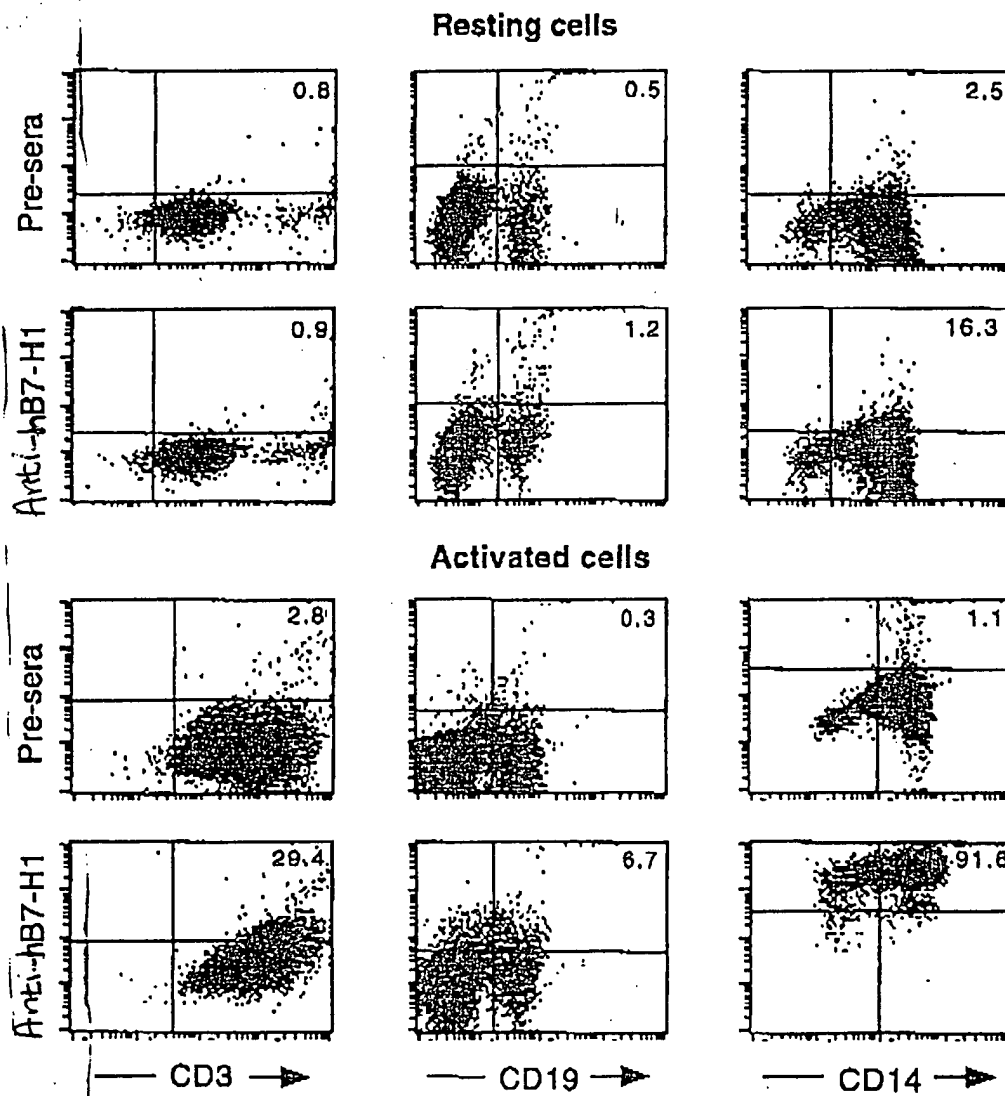 Resting cells
Pre-sera
0.8
0.5
2.5
Anti-hB7-H1
0.9
1.2
16.3
Activated cells
Pre-sera
2.8
0.3
1.1
Anti-hB7-H1
29.4
6.7
91.6
CD3
CD19
CD14